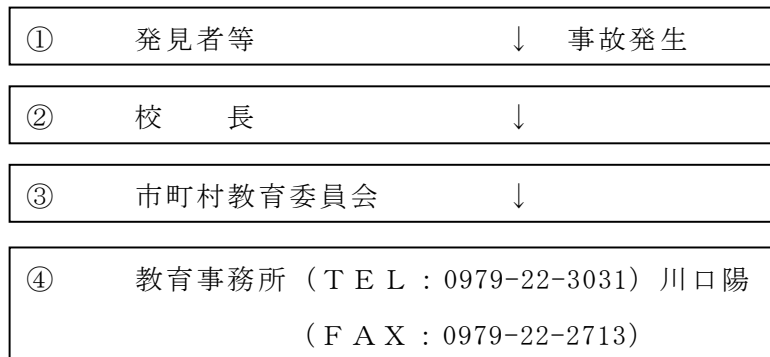 ① 発見者等 ↓ 事故発生
② 校 長 ↓
③ 市町村教育委員会 ↓
④ 教育事務所（ＴＥＬ：0979-22-3031）川口陽
（ＦＡＸ：0979-22-2713）